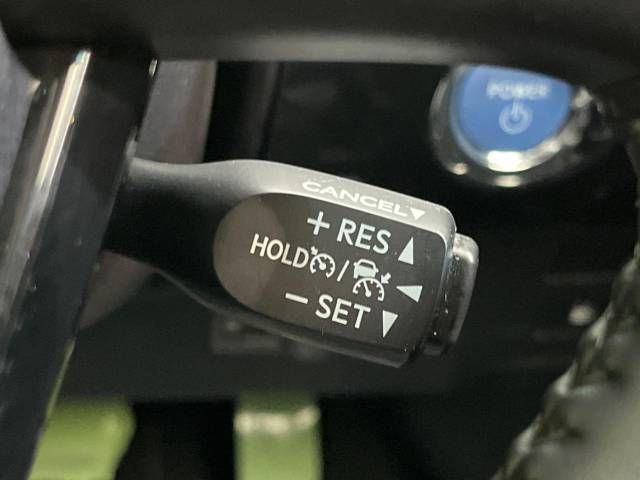 POWER
CANCEL▼
+ RES ▲
HOLD / ◀
− SET ▼